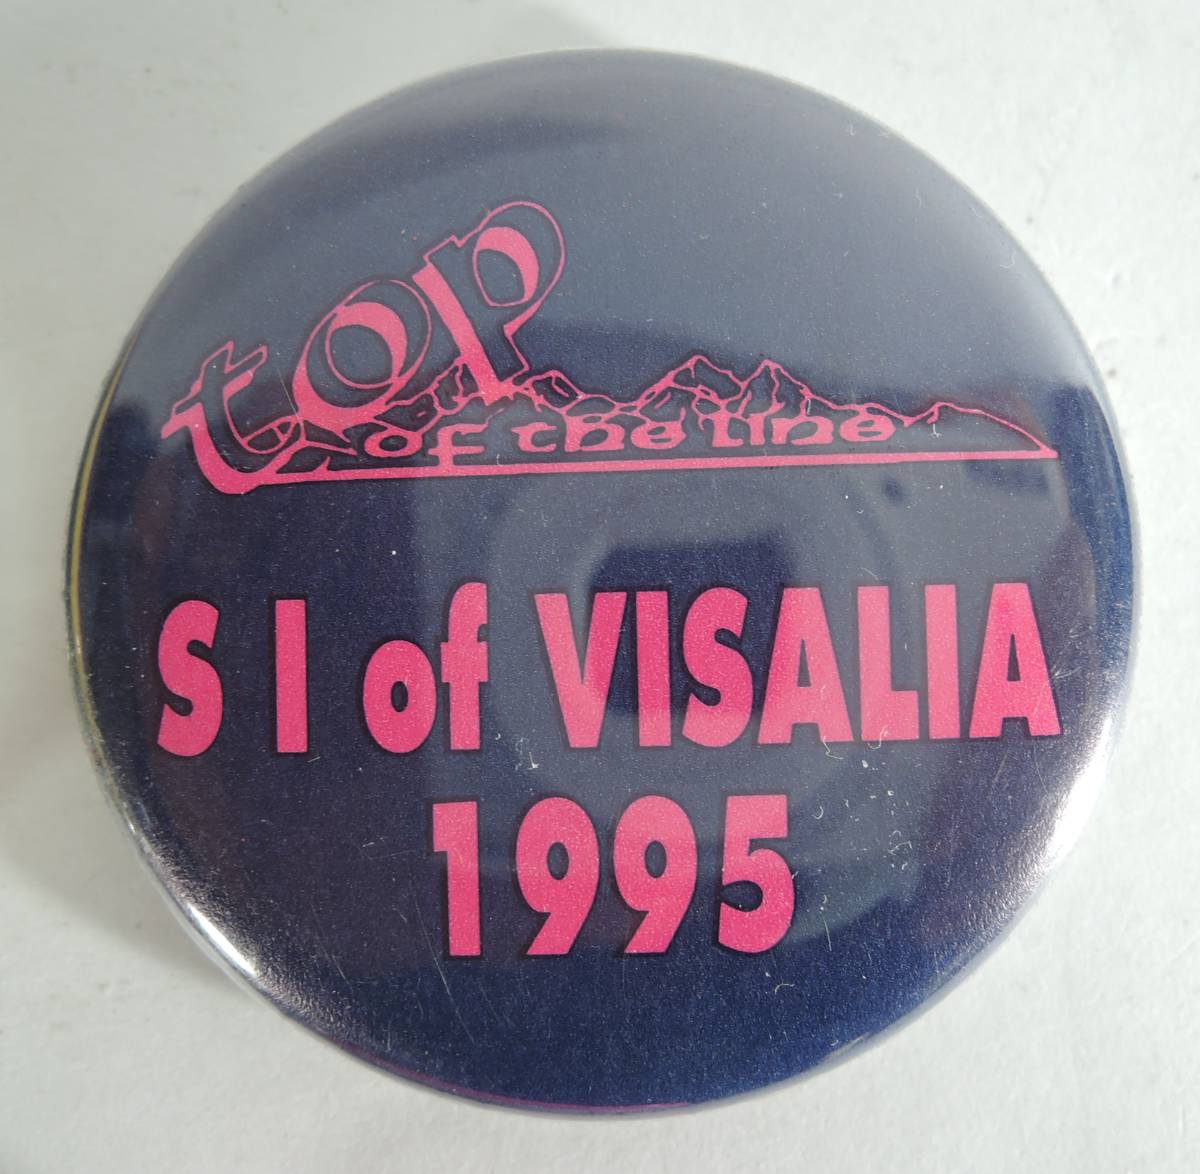 top
of the line
S I of VISALIA
1995